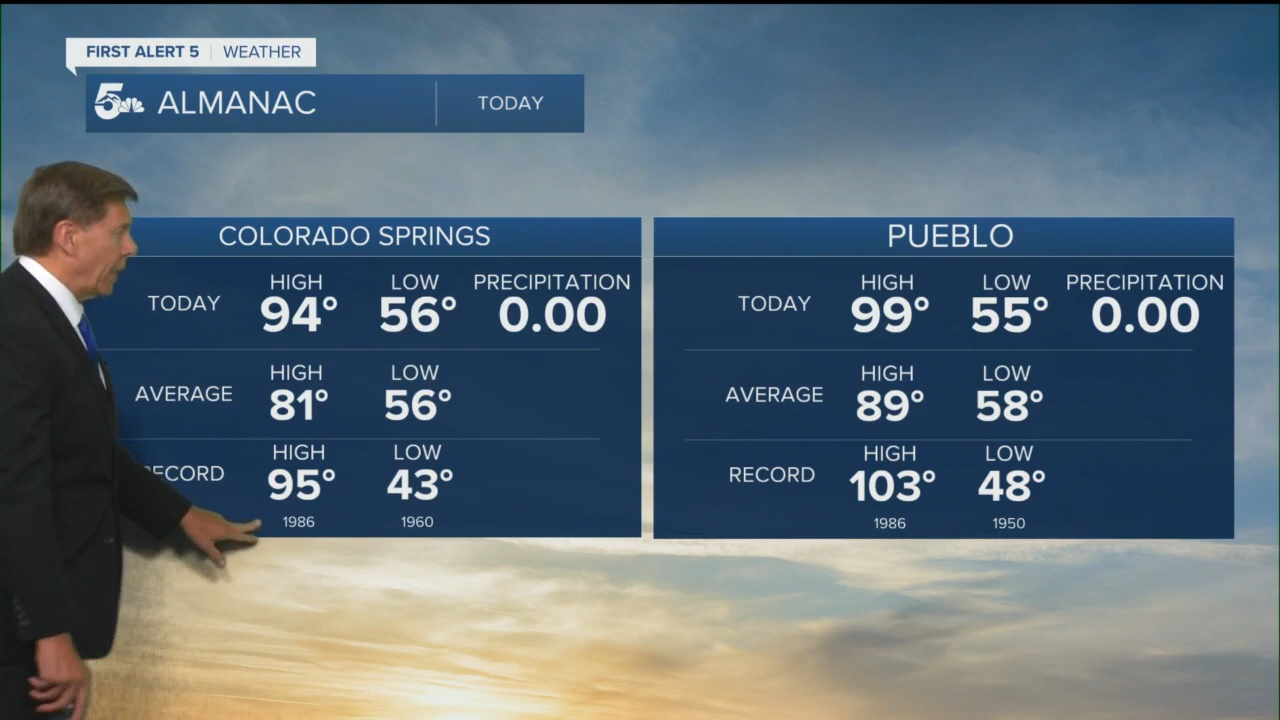 FIRST ALERT 5 | WEATHER
5 ALMANAC TODAY
COLORADO SPRINGS
HIGH LOW PRECIPITATION
TODAY 94° 56° 0.00
HIGH LOW
AVERAGE 81° 56°
HIGH LOW
RECORD 95° 43°
1986 1960
PUEBLO
HIGH LOW PRECIPITATION
TODAY 99° 55° 0.00
HIGH LOW
AVERAGE 89° 58°
HIGH LOW
RECORD 103° 48°
1986 1950